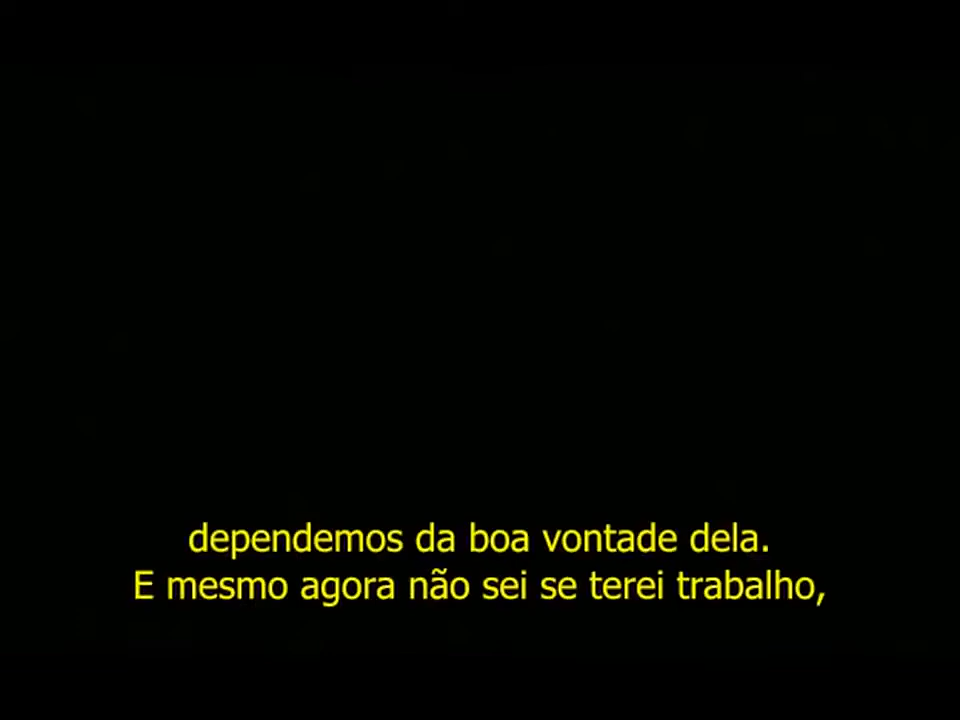 dependemos da boa vontade dela.
E mesmo agora não sei se terei trabalho,